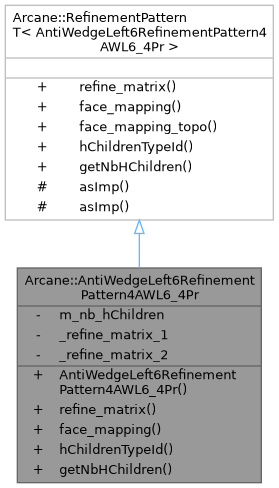 Arcane::RefinementPattern
T< AntiWedgeLeft6RefinementPattern4
AWL6_4Pr >
+ refine_matrix()
+ face_mapping()
+ face_mapping_topo()
+ hChildrenTypeId()
+ getNbHChildren()
# asImp()
# asImp()
Arcane::AntiWedgeLeft6Refinement
Pattern4AWL6_4Pr
- m_nb_hChildren
- _refine_matrix_1
- _refine_matrix_2
+ AntiWedgeLeft6Refinement
Pattern4AWL6_4Pr()
+ refine_matrix()
+ face_mapping()
+ hChildrenTypeId()
+ getNbHChildren()